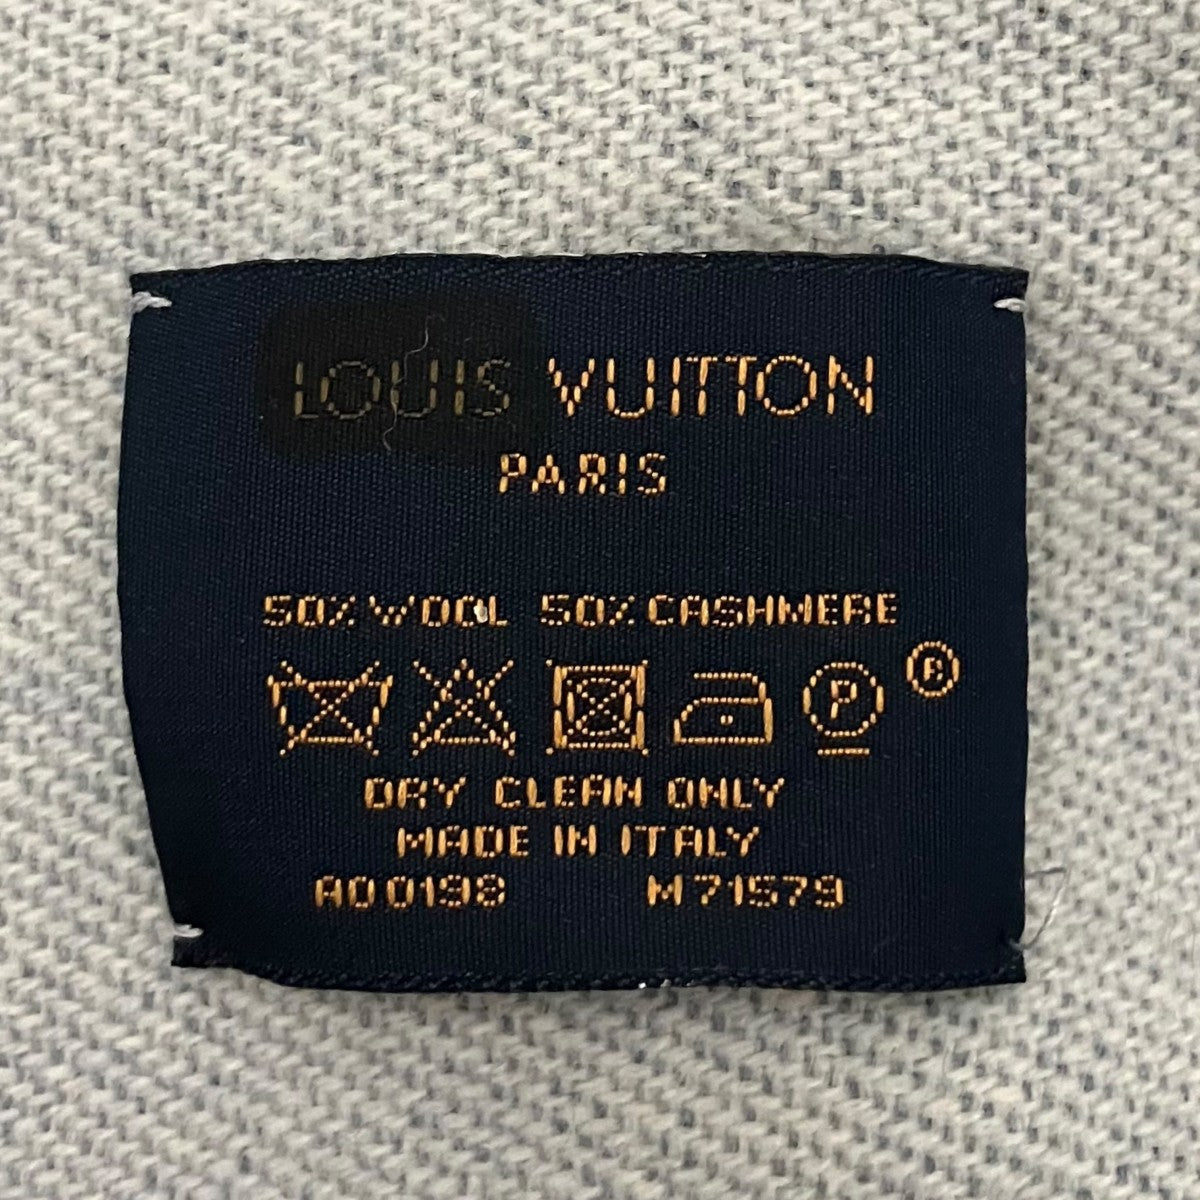 LOUIS VUITTON
PARIS
50% WOOL 50% CASHMERE
P ®
DRY CLEAN ONLY
MADE IN ITALY
AO0198 M71579